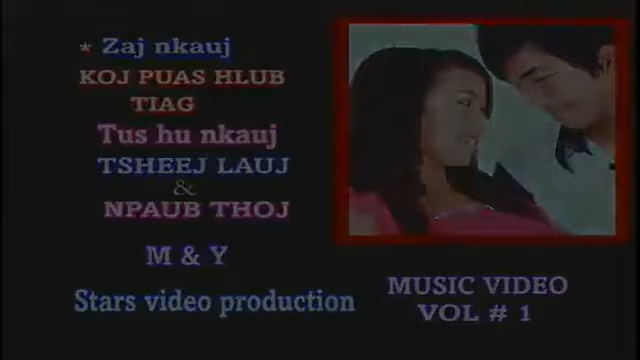 * Zaj nkauj
KOJ PUAS HLUB
TIAG
Tus hu nkauj
TSHEEJ LAUJ
&
NPAUB THOJ
M & Y
Stars video production
MUSIC VIDEO
VOL # 1